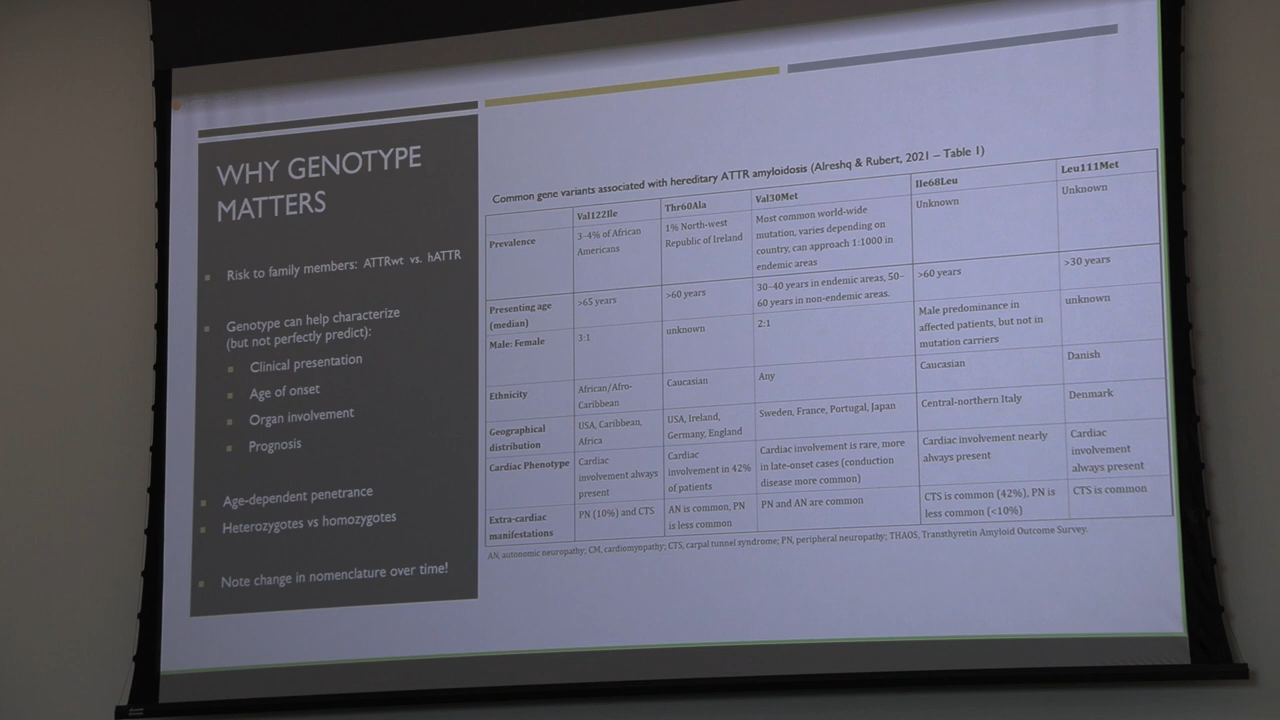 WHY GENOTYPE
MATTERS
Risk to family members: ATTRwt vs. hATTR
Genotype can help characterize
(but not perfectly predict):
Clinical presentation
Age of onset
Organ involvement
Prognosis
Age-dependent penetrance
Heterozygotes vs homozygotes
Note change in nomenclature over time!
Common gene variants associated with hereditary ATTR amyloidosis (Alreshq & Rubert, 2021 – Table 1)
Val122Ile Thr60Ala Val30Met Ile68Leu Leu111Met
Prevalence
3–4% of African
Americans
1% North-west
Republic of Ireland
Most common world-wide
mutation, varies depending on
country, can approach 1:1000 in
endemic areas
Unknown
Unknown
Presenting age
(median)
>65 years
>60 years
30–40 years in endemic areas, 50–
60 years in non-endemic areas.
>60 years
>30 years
Male: Female
3:1
unknown
2:1
Male predominance in
affected patients, but not in
mutation carriers
unknown
Ethnicity
African/Afro-
Caribbean
Caucasian
Any
Caucasian
Danish
Geographical
distribution
USA, Caribbean,
Africa
USA, Ireland,
Germany, England
Sweden, France, Portugal, Japan
Central-northern Italy
Denmark
Cardiac Phenotype
Cardiac
involvement always
present
Cardiac
involvement in 42%
of patients
Cardiac involvement is rare, more
in late-onset cases (conduction
disease more common)
Cardiac involvement nearly
always present
Cardiac
involvement
always present
Extra-cardiac
manifestations
PN (10%) and CTS
AN is common, PN
is less common
PN and AN are common
CTS is common (42%), PN is
less common (<10%)
CTS is common
AN, autonomic neuropathy; CM, cardiomyopathy; CTS, carpal tunnel syndrome; PN, peripheral neuropathy; THAOS, Transthyretin Amyloid Outcome Survey.